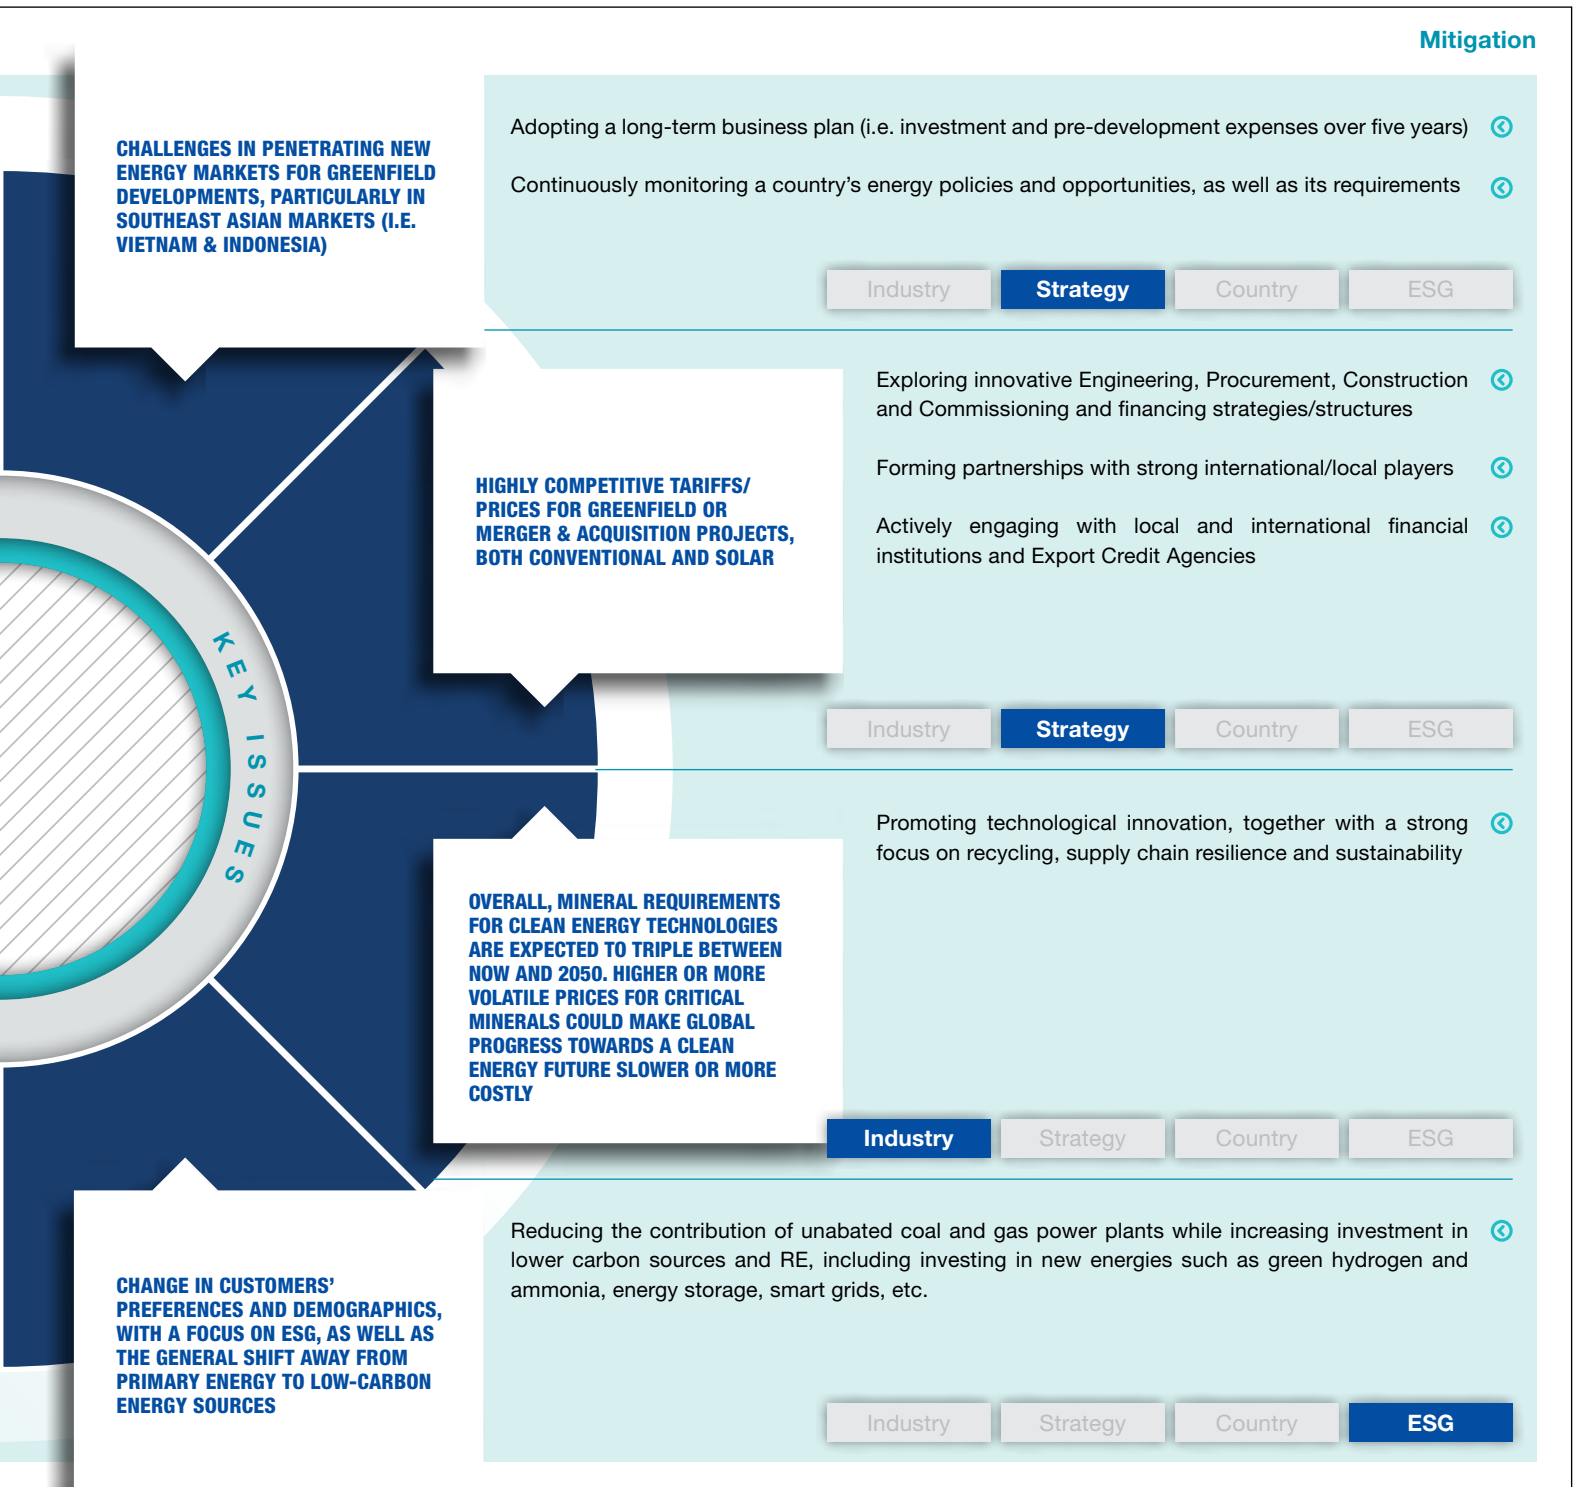 Mitigation
CHALLENGES IN PENETRATING NEW
ENERGY MARKETS FOR GREENFIELD
DEVELOPMENTS, PARTICULARLY IN
SOUTHEAST ASIAN MARKETS (I.E.
VIETNAM & INDONESIA)
Adopting a long-term business plan (i.e. investment and pre-development expenses over five years)
Continuously monitoring a country's energy policies and opportunities, as well as its requirements
Industry Strategy Country ESG
HIGHLY COMPETITIVE TARIFFS/
PRICES FOR GREENFIELD OR
MERGER & ACQUISITION PROJECTS,
BOTH CONVENTIONAL AND SOLAR
Exploring innovative Engineering, Procurement, Construction
and Commissioning and financing strategies/structures
Forming partnerships with strong international/local players
Actively engaging with local and international financial
institutions and Export Credit Agencies
Industry Strategy Country ESG
KEY ISSUES
OVERALL, MINERAL REQUIREMENTS
FOR CLEAN ENERGY TECHNOLOGIES
ARE EXPECTED TO TRIPLE BETWEEN
NOW AND 2050. HIGHER OR MORE
VOLATILE PRICES FOR CRITICAL
MINERALS COULD MAKE GLOBAL
PROGRESS TOWARDS A CLEAN
ENERGY FUTURE SLOWER OR MORE
COSTLY
Promoting technological innovation, together with a strong
focus on recycling, supply chain resilience and sustainability
Industry Strategy Country ESG
CHANGE IN CUSTOMERS'
PREFERENCES AND DEMOGRAPHICS,
WITH A FOCUS ON ESG, AS WELL AS
THE GENERAL SHIFT AWAY FROM
PRIMARY ENERGY TO LOW-CARBON
ENERGY SOURCES
Reducing the contribution of unabated coal and gas power plants while increasing investment in
lower carbon sources and RE, including investing in new energies such as green hydrogen and
ammonia, energy storage, smart grids, etc.
Industry Strategy Country ESG